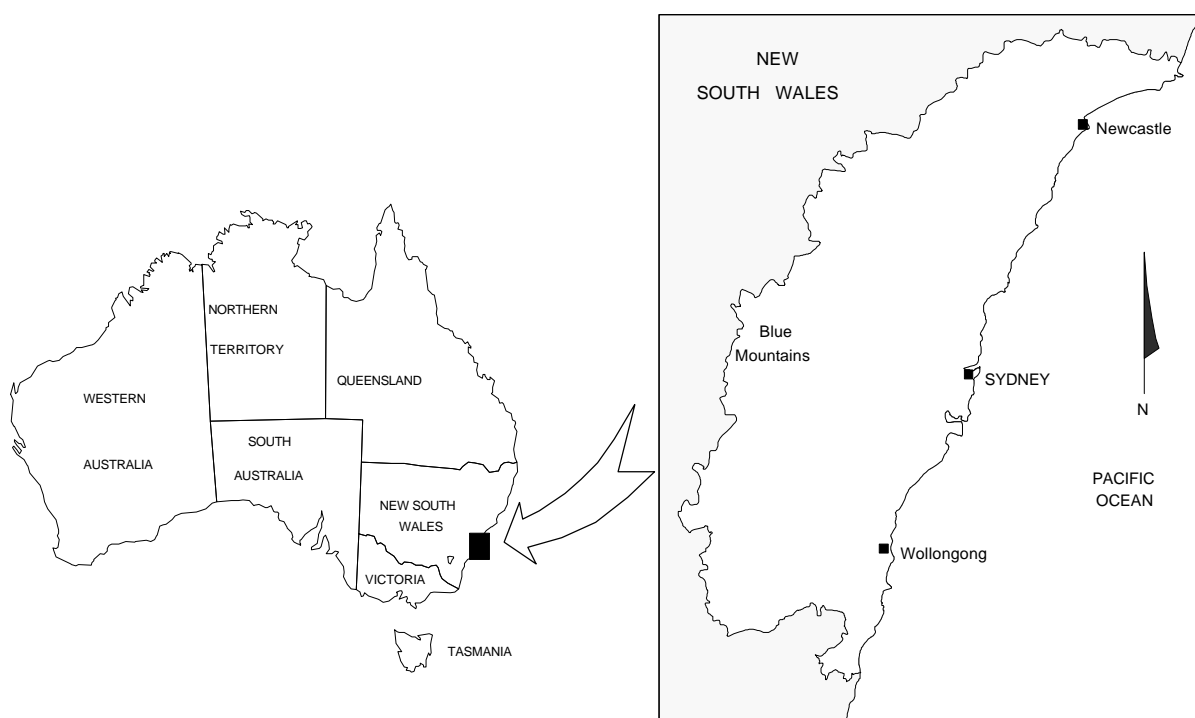 NORTHERN
TERRITORY
QUEENSLAND
WESTERN
AUSTRALIA
SOUTH
AUSTRALIA
NEW SOUTH
WALES
VICTORIA
TASMANIA
NEW
SOUTH WALES
Newcastle
Blue
Mountains
SYDNEY
N
PACIFIC
OCEAN
Wollongong